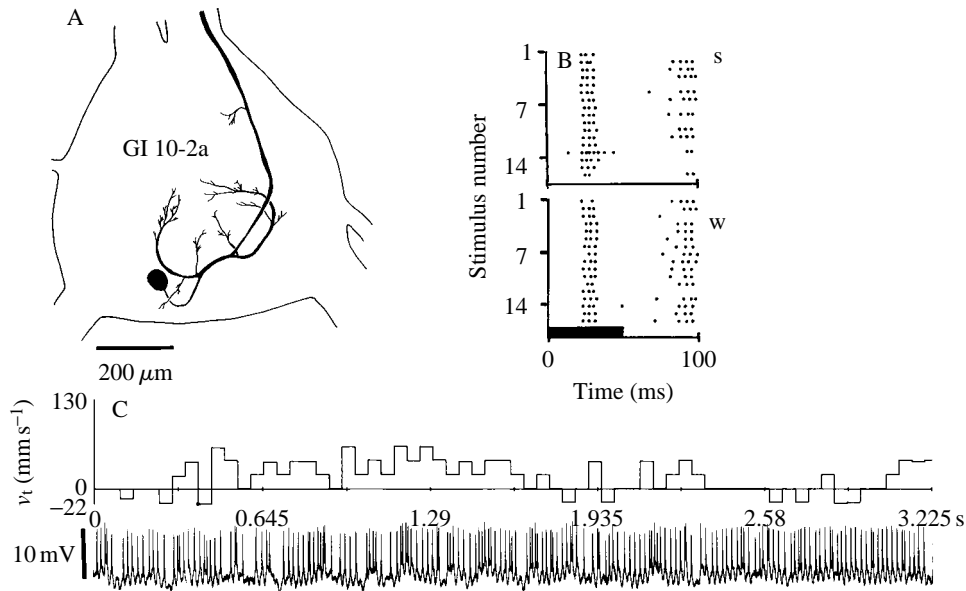 A
GI 10-2a
200 μm
B
s
1
7
14
Stimulus number
w
1
7
14
0 100
Time (ms)
C
130
0
−22
vt (mm s−1)
0 0.645 1.29 1.935 2.58 3.225 s
10 mV